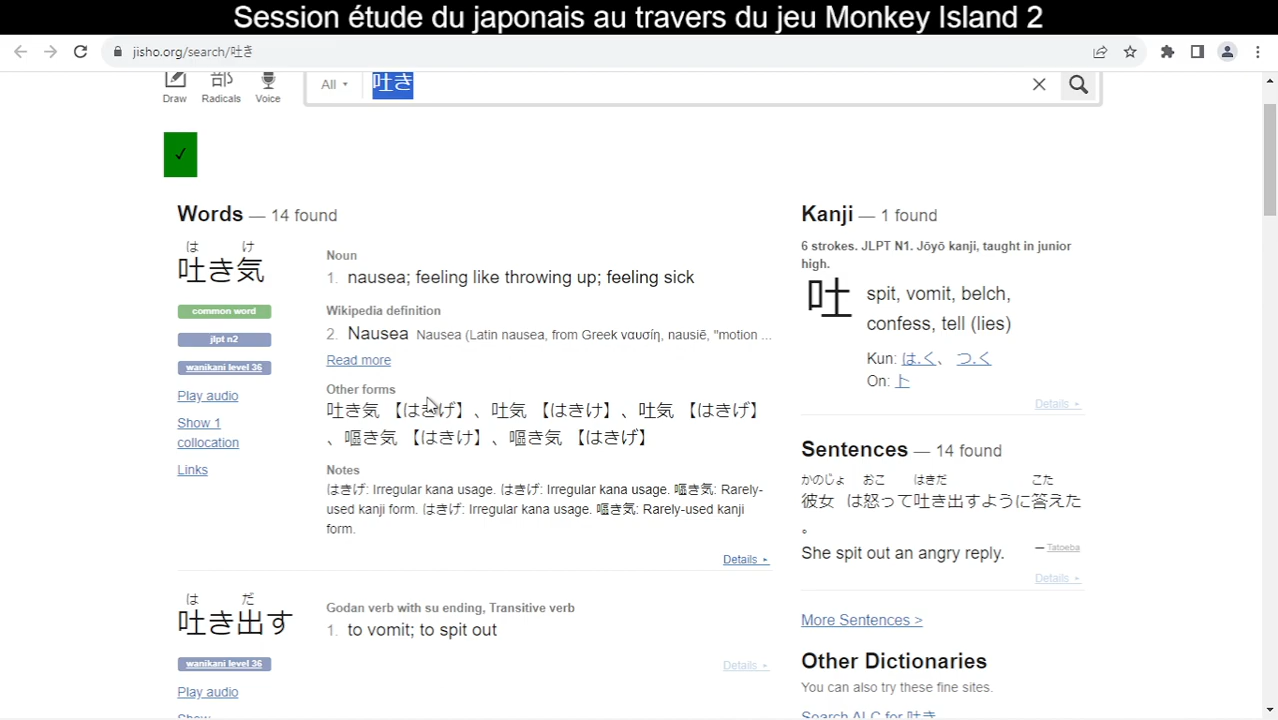 Session étude du japonais au travers du jeu Monkey Island 2
jisho.org/search/吐き
Draw
部
Radicals
Voice
All
吐き
✓
Words — 14 found
は け
吐き気
common word
jlpt n2
wanikani level 36
Play audio
Show 1
collocation
Links
Noun
1. nausea; feeling like throwing up; feeling sick
Wikipedia definition
2. Nausea Nausea (Latin nausea, from Greek ναυσίη, nausiē, "motion ...
Read more
Other forms
吐き気 【はきげ】、吐気 【はきけ】、吐気 【はきげ】
、嘔き気 【はきけ】、嘔き気 【はきげ】
Notes
はきげ: Irregular kana usage. はきげ: Irregular kana usage. 嘔き気: Rarely-
used kanji form. はきげ: Irregular kana usage. 嘔き気: Rarely-used kanji
form.
Details ▸
は だ
吐き出す
wanikani level 36
Play audio
Godan verb with su ending, Transitive verb
1. to vomit; to spit out
Details ▸
Kanji — 1 found
6 strokes. JLPT N1. Jōyō kanji, taught in junior
high.
吐
spit, vomit, belch,
confess, tell (lies)
Kun: は.く、 つ.く
On: ト
Details ▸
Sentences — 14 found
かのじょ おこ はきだ こた
彼女 は怒って吐き出すように答えた
。
She spit out an angry reply.
— Tatoeba
Details ▸
More Sentences >
Other Dictionaries
You can also try these fine sites.
Search ALC for 吐き